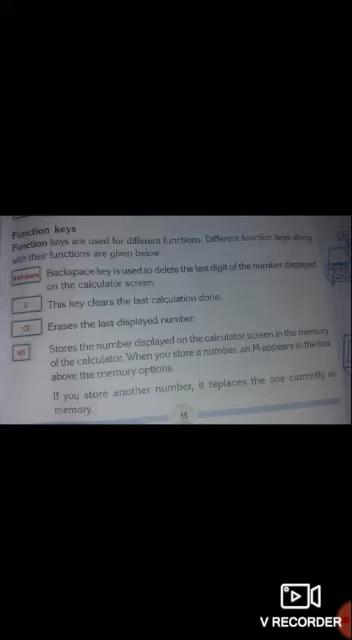 Function keys
Function keys are used for different functions. Different function keys along
with their functions are given below:
Backspace Backspace key is used to delete the last digit of the number displayed
on the calculator screen.
C This key clears the last calculation done.
CE Erases the last displayed number.
MS Stores the number displayed on the calculator screen in the memory
of the calculator. When you store a number, an M appears in the box
above the memory options.
If you store another number, it replaces the one currently in
memory.
55
V RECORDER